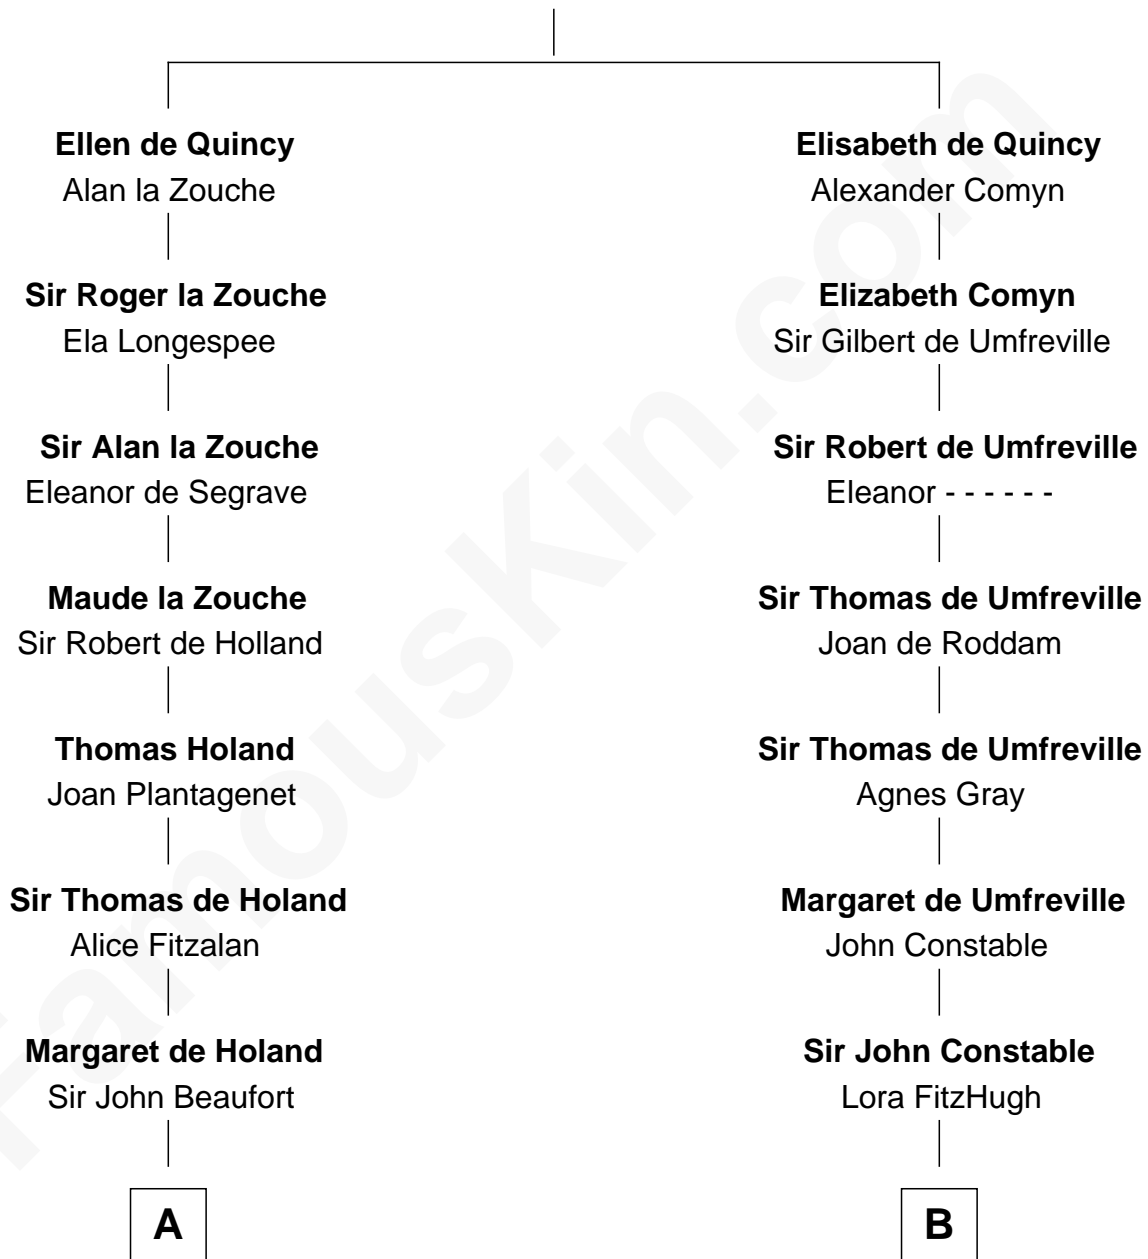 Ellen de Quincy
Alan la Zouche
Sir Roger la Zouche
Ela Longespee
Sir Alan la Zouche
Eleanor de Segrave
Maude la Zouche
Sir Robert de Holland
Thomas Holand
Joan Plantagenet
Sir Thomas de Holand
Alice Fitzalan
Margaret de Holand
Sir John Beaufort
A
Elisabeth de Quincy
Alexander Comyn
Elizabeth Comyn
Sir Gilbert de Umfreville
Sir Robert de Umfreville
Eleanor - - - - - -
Sir Thomas de Umfreville
Joan de Roddam
Sir Thomas de Umfreville
Agnes Gray
Margaret de Umfreville
John Constable
Sir John Constable
Lora FitzHugh
B
FamousKin.com